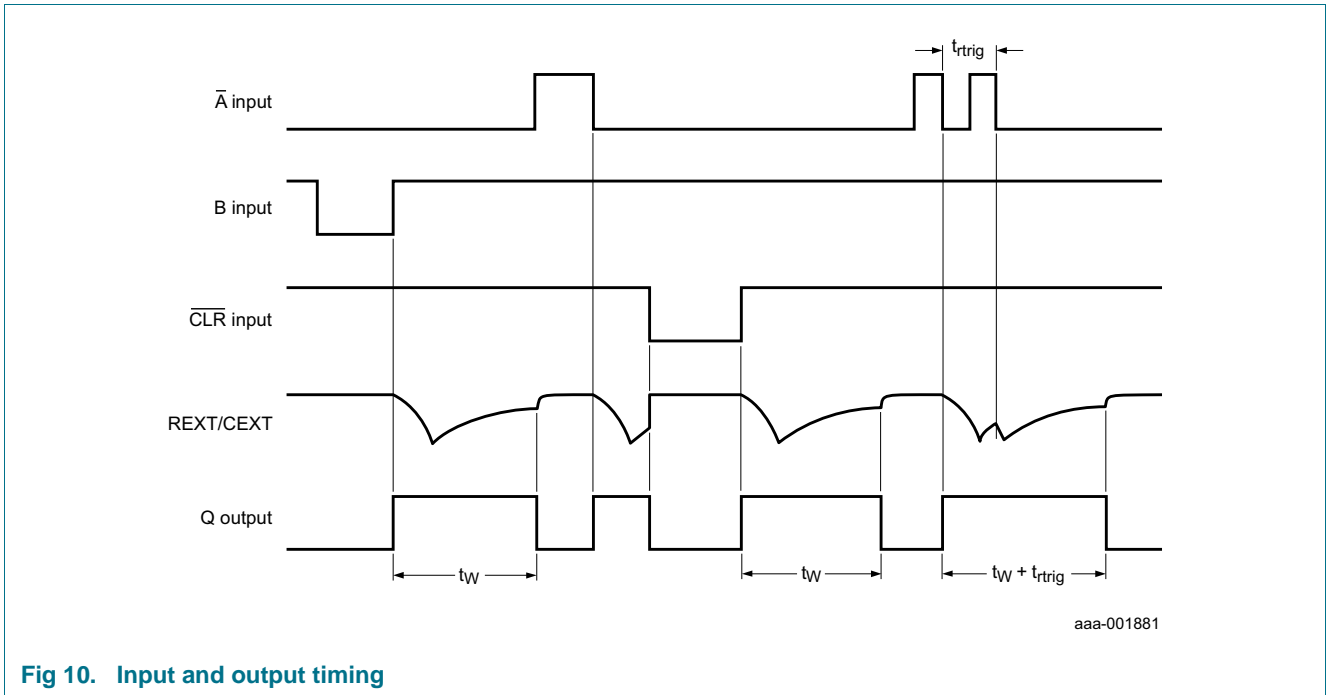 t_rtrig
A̅ input
B input
C̅L̅R̅ input
REXT/CEXT
Q output
t_W
t_W
t_W + t_rtrig
aaa-001881
Fig 10. Input and output timing